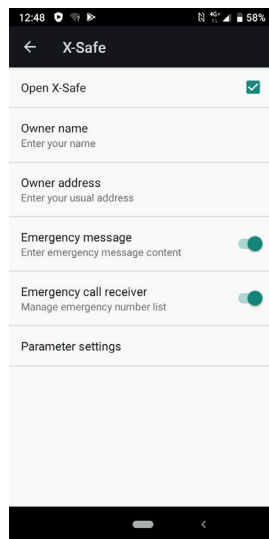 12:48 4G+ 58%
X-Safe
Open X-Safe
Owner name
Enter your name
Owner address
Enter your usual address
Emergency message
Enter emergency message content
Emergency call receiver
Manage emergency number list
Parameter settings